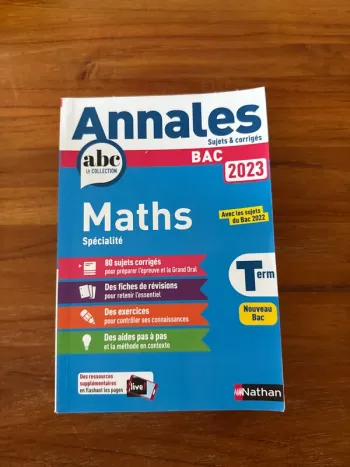 Annales
Sujets & corrigés
BAC
2023
abc
LA COLLECTION
Maths
Spécialité
Avec les sujets
du Bac 2022
80 sujets corrigés
pour préparer l'épreuve et le Grand Oral
Des fiches de révisions
pour retenir l'essentiel
Des exercices
pour contrôler ses connaissances
Des aides pas à pas
et la méthode en contexte
Term
Nouveau
Bac
Des ressources
supplémentaires
en flashant les pages
live
Nathan